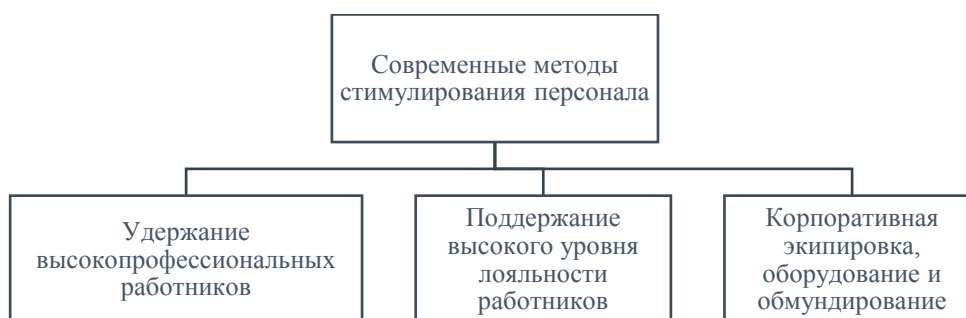 Современные методы
стимулирования персонала
Удержание
высокопрофессиональных
работников
Поддержание
высокого уровня
лояльности
работников
Корпоративная
экипировка,
оборудование и
обмундирование